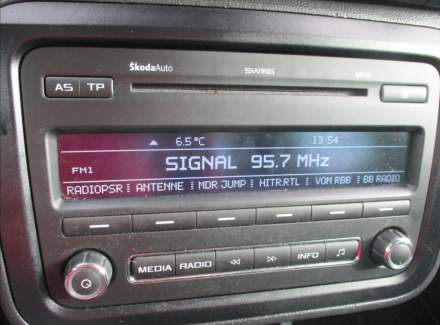 ŠkodaAuto SWING MP3
AS TP
6.5°C 13:54
FM1 SIGNAL 95.7 MHz
RADIOPSR ANTENNE MDR JUMP HITR.RTL VOM RBB BB RADIO
MEDIA RADIO INFO